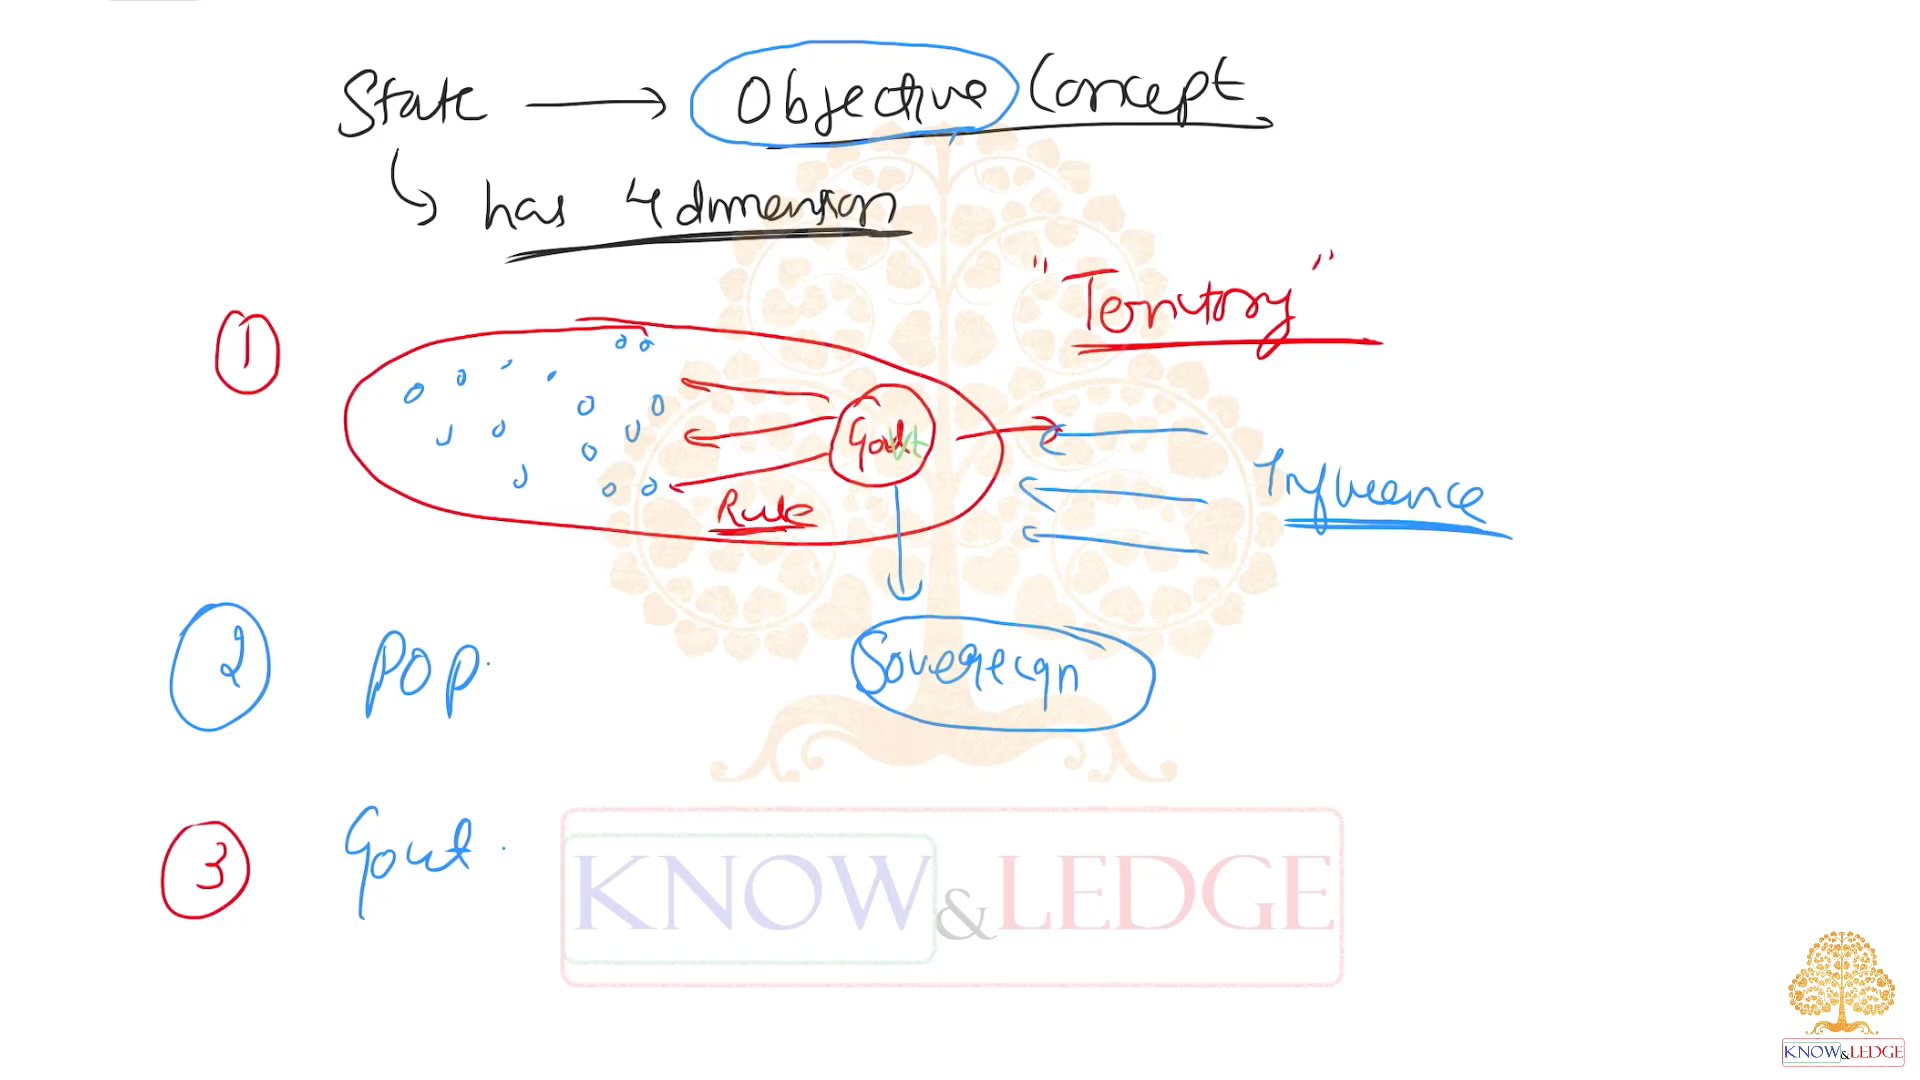 State → Objective Concept
↳ has 4 dimension
"Territory"
①
Govt
Rule
Influence
② pop.
Sovereign
③ Govt.
KNOW&LEDGE
KNOW&LEDGE